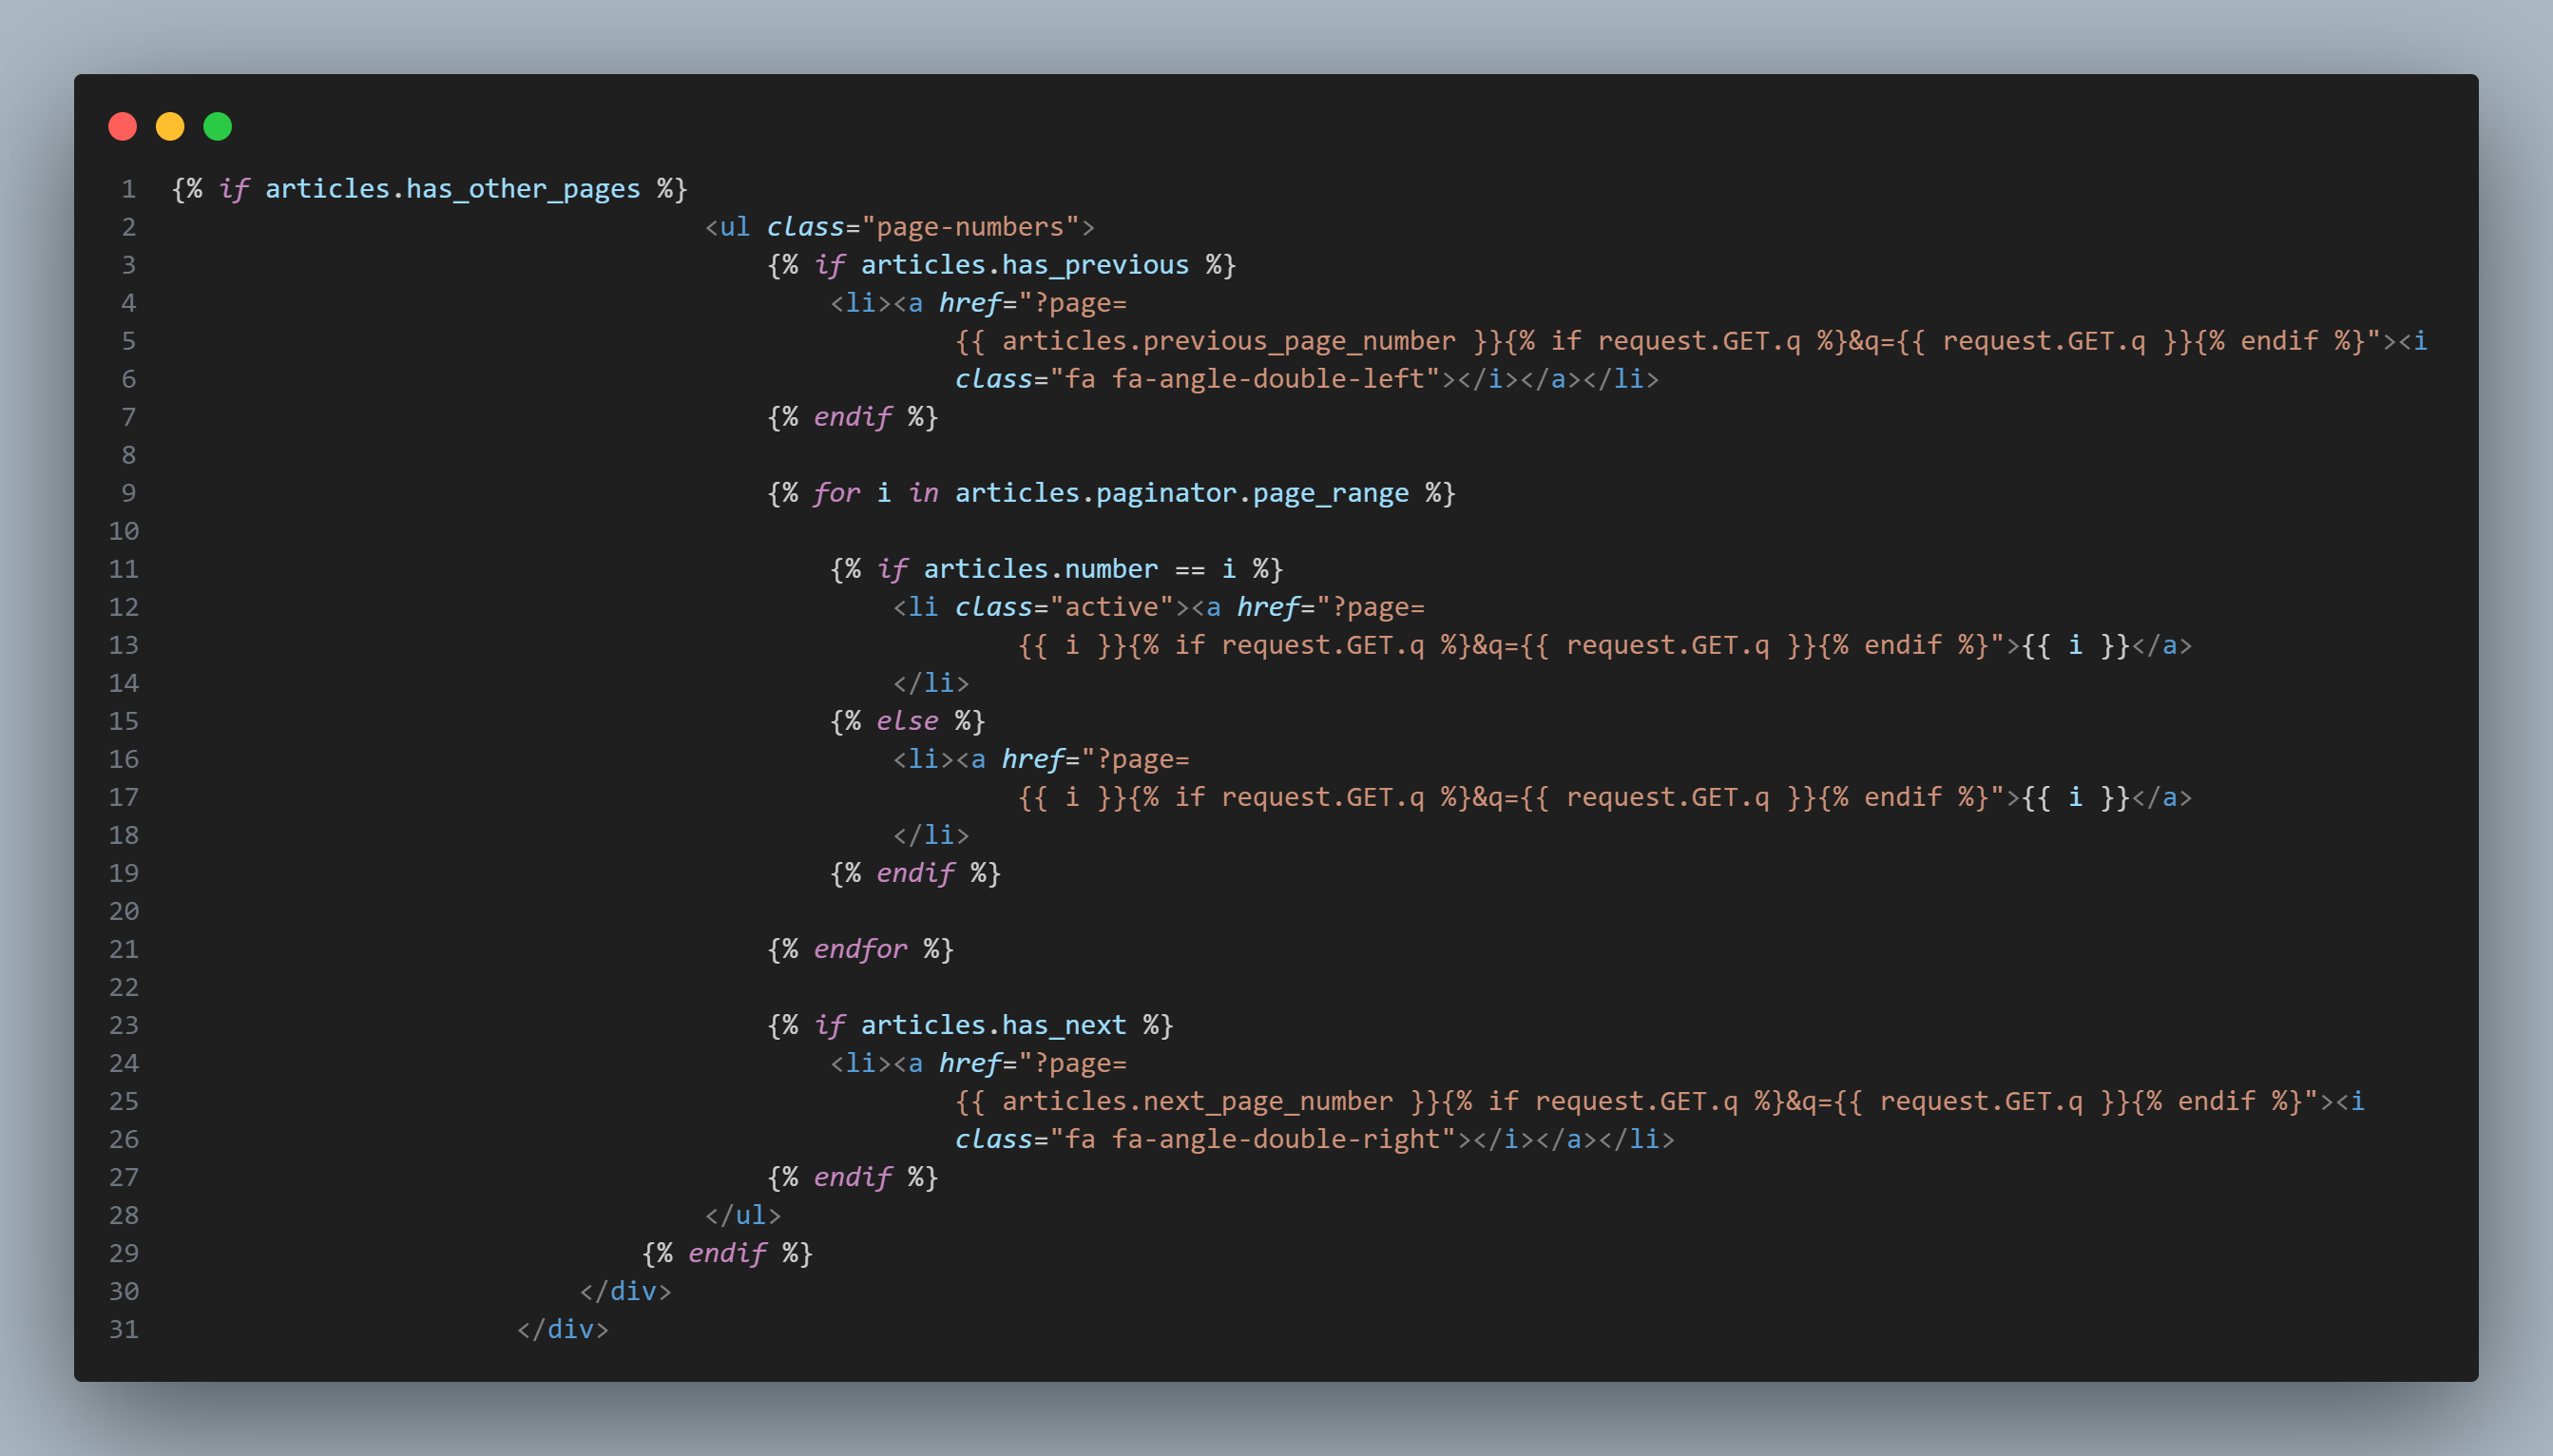 1 {% if articles.has_other_pages %}
2 <ul class="page-numbers">
3 {% if articles.has_previous %}
4 <li><a href="?page=
5 {{ articles.previous_page_number }}{% if request.GET.q %}&q={{ request.GET.q }}{% endif %}"><i
6 class="fa fa-angle-double-left"></i></a></li>
7 {% endif %}
8
9 {% for i in articles.paginator.page_range %}
10
11 {% if articles.number == i %}
12 <li class="active"><a href="?page=
13 {{ i }}{% if request.GET.q %}&q={{ request.GET.q }}{% endif %}">{{ i }}</a>
14 </li>
15 {% else %}
16 <li><a href="?page=
17 {{ i }}{% if request.GET.q %}&q={{ request.GET.q }}{% endif %}">{{ i }}</a>
18 </li>
19 {% endif %}
20
21 {% endfor %}
22
23 {% if articles.has_next %}
24 <li><a href="?page=
25 {{ articles.next_page_number }}{% if request.GET.q %}&q={{ request.GET.q }}{% endif %}"><i
26 class="fa fa-angle-double-right"></i></a></li>
27 {% endif %}
28 </ul>
29 {% endif %}
30 </div>
31 </div>